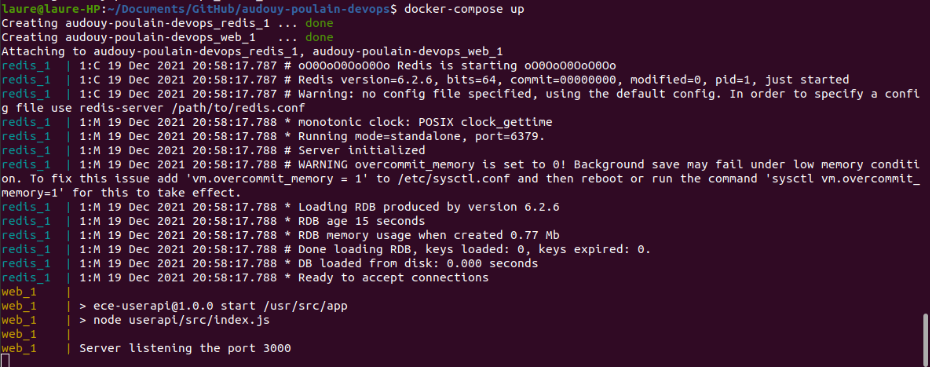 laure@laure-HP:~/Documents/GitHub/audouy-poulain-devops$ docker-compose up
Creating audouy-poulain-devops_redis_1 ... done
Creating audouy-poulain-devops_web_1   ... done
Attaching to audouy-poulain-devops_redis_1, audouy-poulain-devops_web_1
redis_1  | 1:C 19 Dec 2021 20:58:17.787 # oO0OoO0OoO0Oo Redis is starting oO0OoO0OoO0Oo
redis_1  | 1:C 19 Dec 2021 20:58:17.787 # Redis version=6.2.6, bits=64, commit=00000000, modified=0, pid=1, just started
redis_1  | 1:C 19 Dec 2021 20:58:17.787 # Warning: no config file specified, using the default config. In order to specify a confi
g file use redis-server /path/to/redis.conf
redis_1  | 1:M 19 Dec 2021 20:58:17.788 * monotonic clock: POSIX clock_gettime
redis_1  | 1:M 19 Dec 2021 20:58:17.788 * Running mode=standalone, port=6379.
redis_1  | 1:M 19 Dec 2021 20:58:17.788 # Server initialized
redis_1  | 1:M 19 Dec 2021 20:58:17.788 # WARNING overcommit_memory is set to 0! Background save may fail under low memory conditi
on. To fix this issue add 'vm.overcommit_memory = 1' to /etc/sysctl.conf and then reboot or run the command 'sysctl vm.overcommit_
memory=1' for this to take effect.
redis_1  | 1:M 19 Dec 2021 20:58:17.788 * Loading RDB produced by version 6.2.6
redis_1  | 1:M 19 Dec 2021 20:58:17.788 * RDB age 15 seconds
redis_1  | 1:M 19 Dec 2021 20:58:17.788 * RDB memory usage when created 0.77 Mb
redis_1  | 1:M 19 Dec 2021 20:58:17.788 # Done loading RDB, keys loaded: 0, keys expired: 0.
redis_1  | 1:M 19 Dec 2021 20:58:17.788 * DB loaded from disk: 0.000 seconds
redis_1  | 1:M 19 Dec 2021 20:58:17.788 * Ready to accept connections
web_1    |
web_1    | > ece-userapi@1.0.0 start /usr/src/app
web_1    | > node userapi/src/index.js
web_1    |
web_1    | Server listening the port 3000